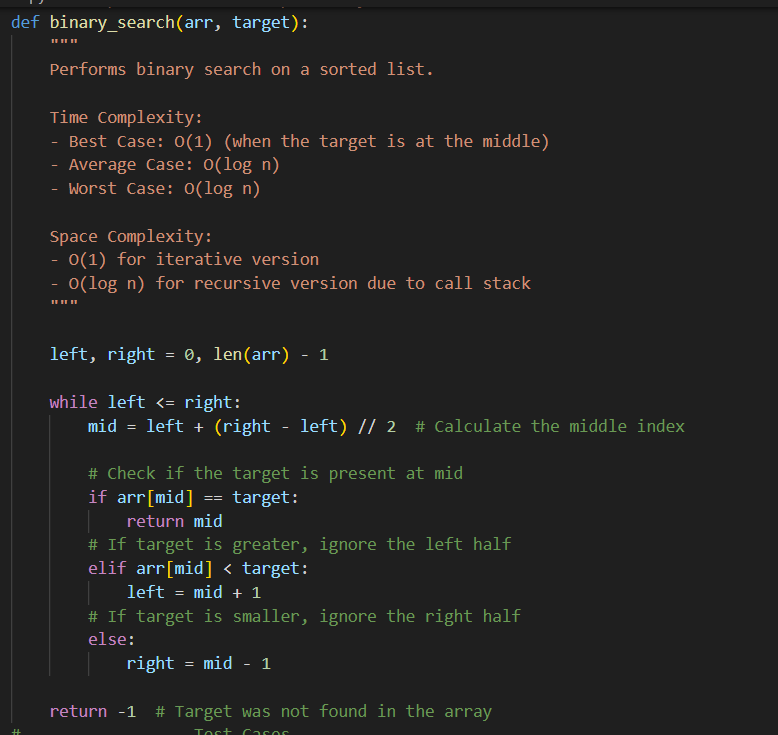 def binary_search(arr, target):
    """
    Performs binary search on a sorted list.

    Time Complexity:
    - Best Case: O(1) (when the target is at the middle)
    - Average Case: O(log n)
    - Worst Case: O(log n)

    Space Complexity:
    - O(1) for iterative version
    - O(log n) for recursive version due to call stack
    """

    left, right = 0, len(arr) - 1

    while left <= right:
        mid = left + (right - left) // 2  # Calculate the middle index

        # Check if the target is present at mid
        if arr[mid] == target:
            return mid
        # If target is greater, ignore the left half
        elif arr[mid] < target:
            left = mid + 1
        # If target is smaller, ignore the right half
        else:
            right = mid - 1

    return -1  # Target was not found in the array
# Test Cases